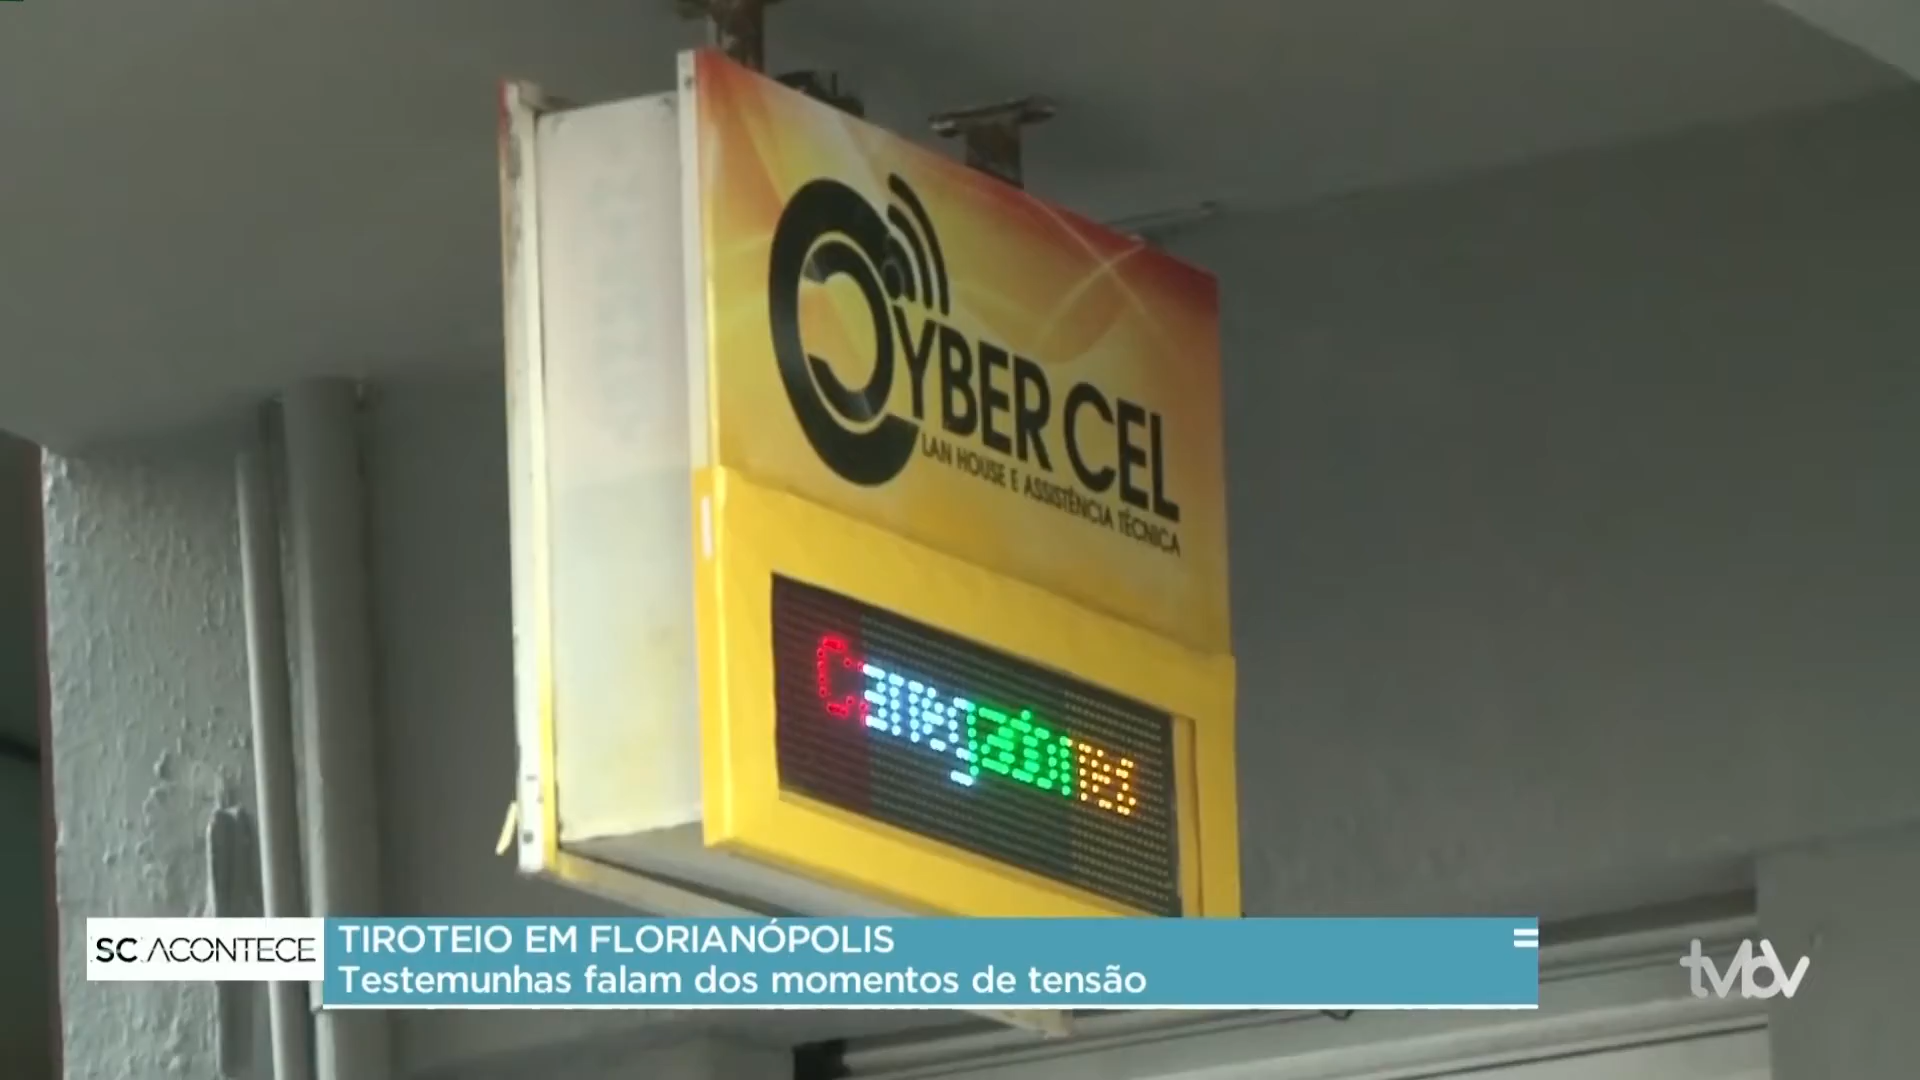 CYBER CEL
LAN HOUSE E ASSISTÊNCIA TÉCNICA
SC ACONTECE
TIROTEIO EM FLORIANÓPOLIS
Testemunhas falam dos momentos de tensão
tvbv